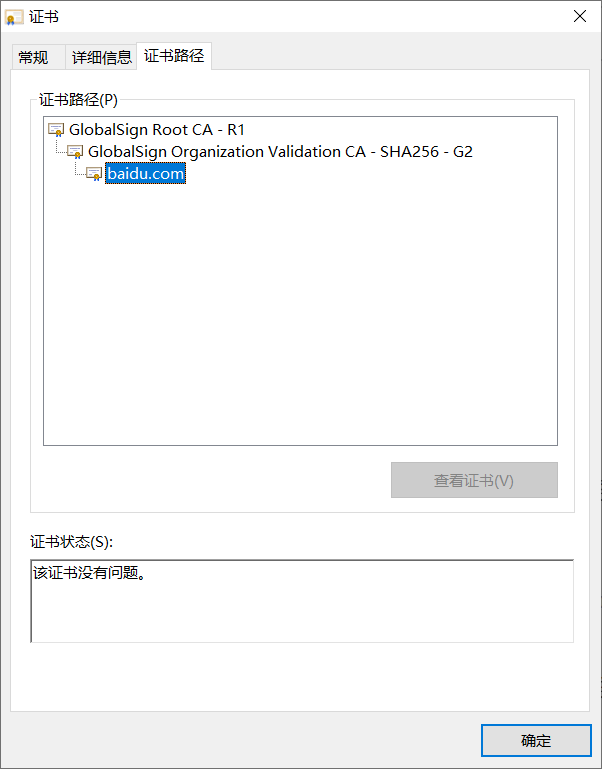 证书
常规 详细信息 证书路径
证书路径(P)
GlobalSign Root CA - R1
GlobalSign Organization Validation CA - SHA256 - G2
baidu.com
查看证书(V)
证书状态(S):
该证书没有问题。
确定